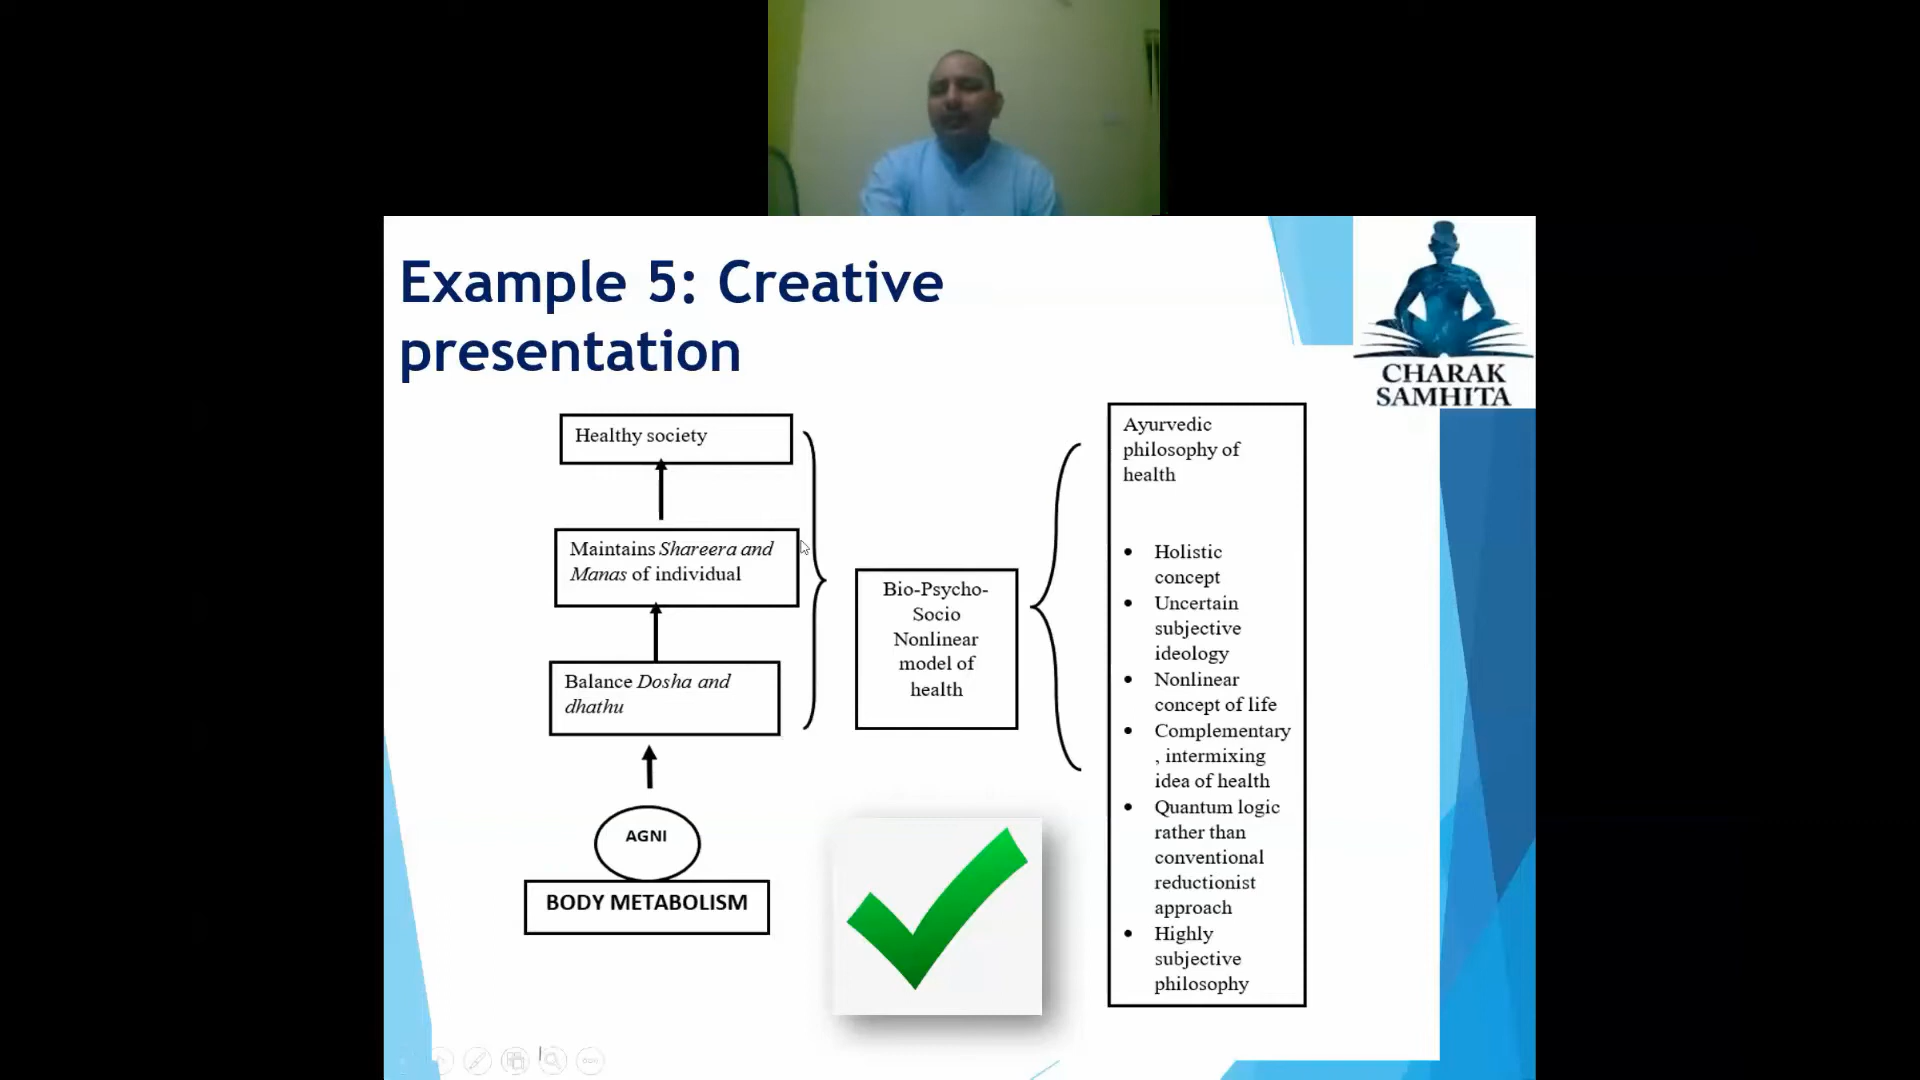 Example 5: Creative
presentation
CHARAK
SAMHITA
Healthy society
Maintains Shareera and
Manas of individual
Balance Dosha and
dhathu
AGNI
BODY METABOLISM
Bio-Psycho-
Socio
Nonlinear
model of
health
Ayurvedic
philosophy of
health
• Holistic
concept
• Uncertain
subjective
ideology
• Nonlinear
concept of life
• Complementary
, intermixing
idea of health
• Quantum logic
rather than
conventional
reductionist
approach
• Highly
subjective
philosophy